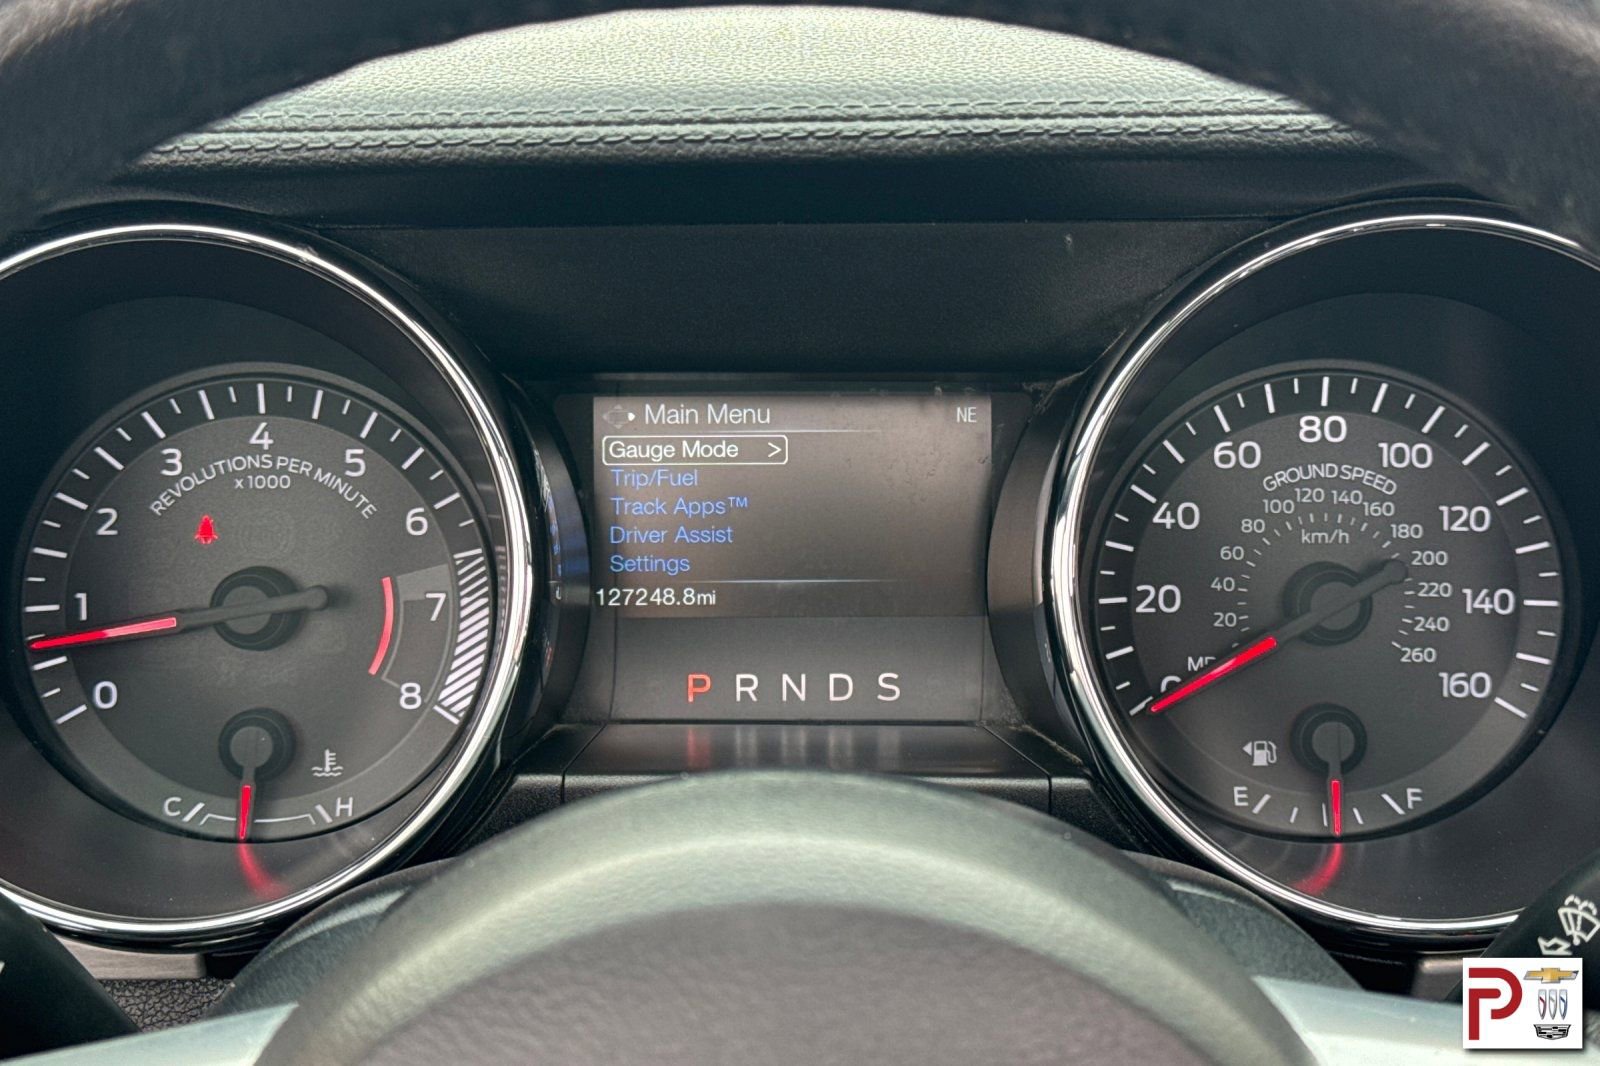 Main Menu NE
Gauge Mode >
Trip/Fuel
Track Apps™
Driver Assist
Settings
127248.8mi
P R N D S
0 1 2 3 4 5 6 7 8
REVOLUTIONS PER MINUTE
x1000
C H
0 20 40 60 80 100 120 140 160
GROUND SPEED
20 40 60 80 100 120 140 160 180 200 220 240 260
km/h
E F
P